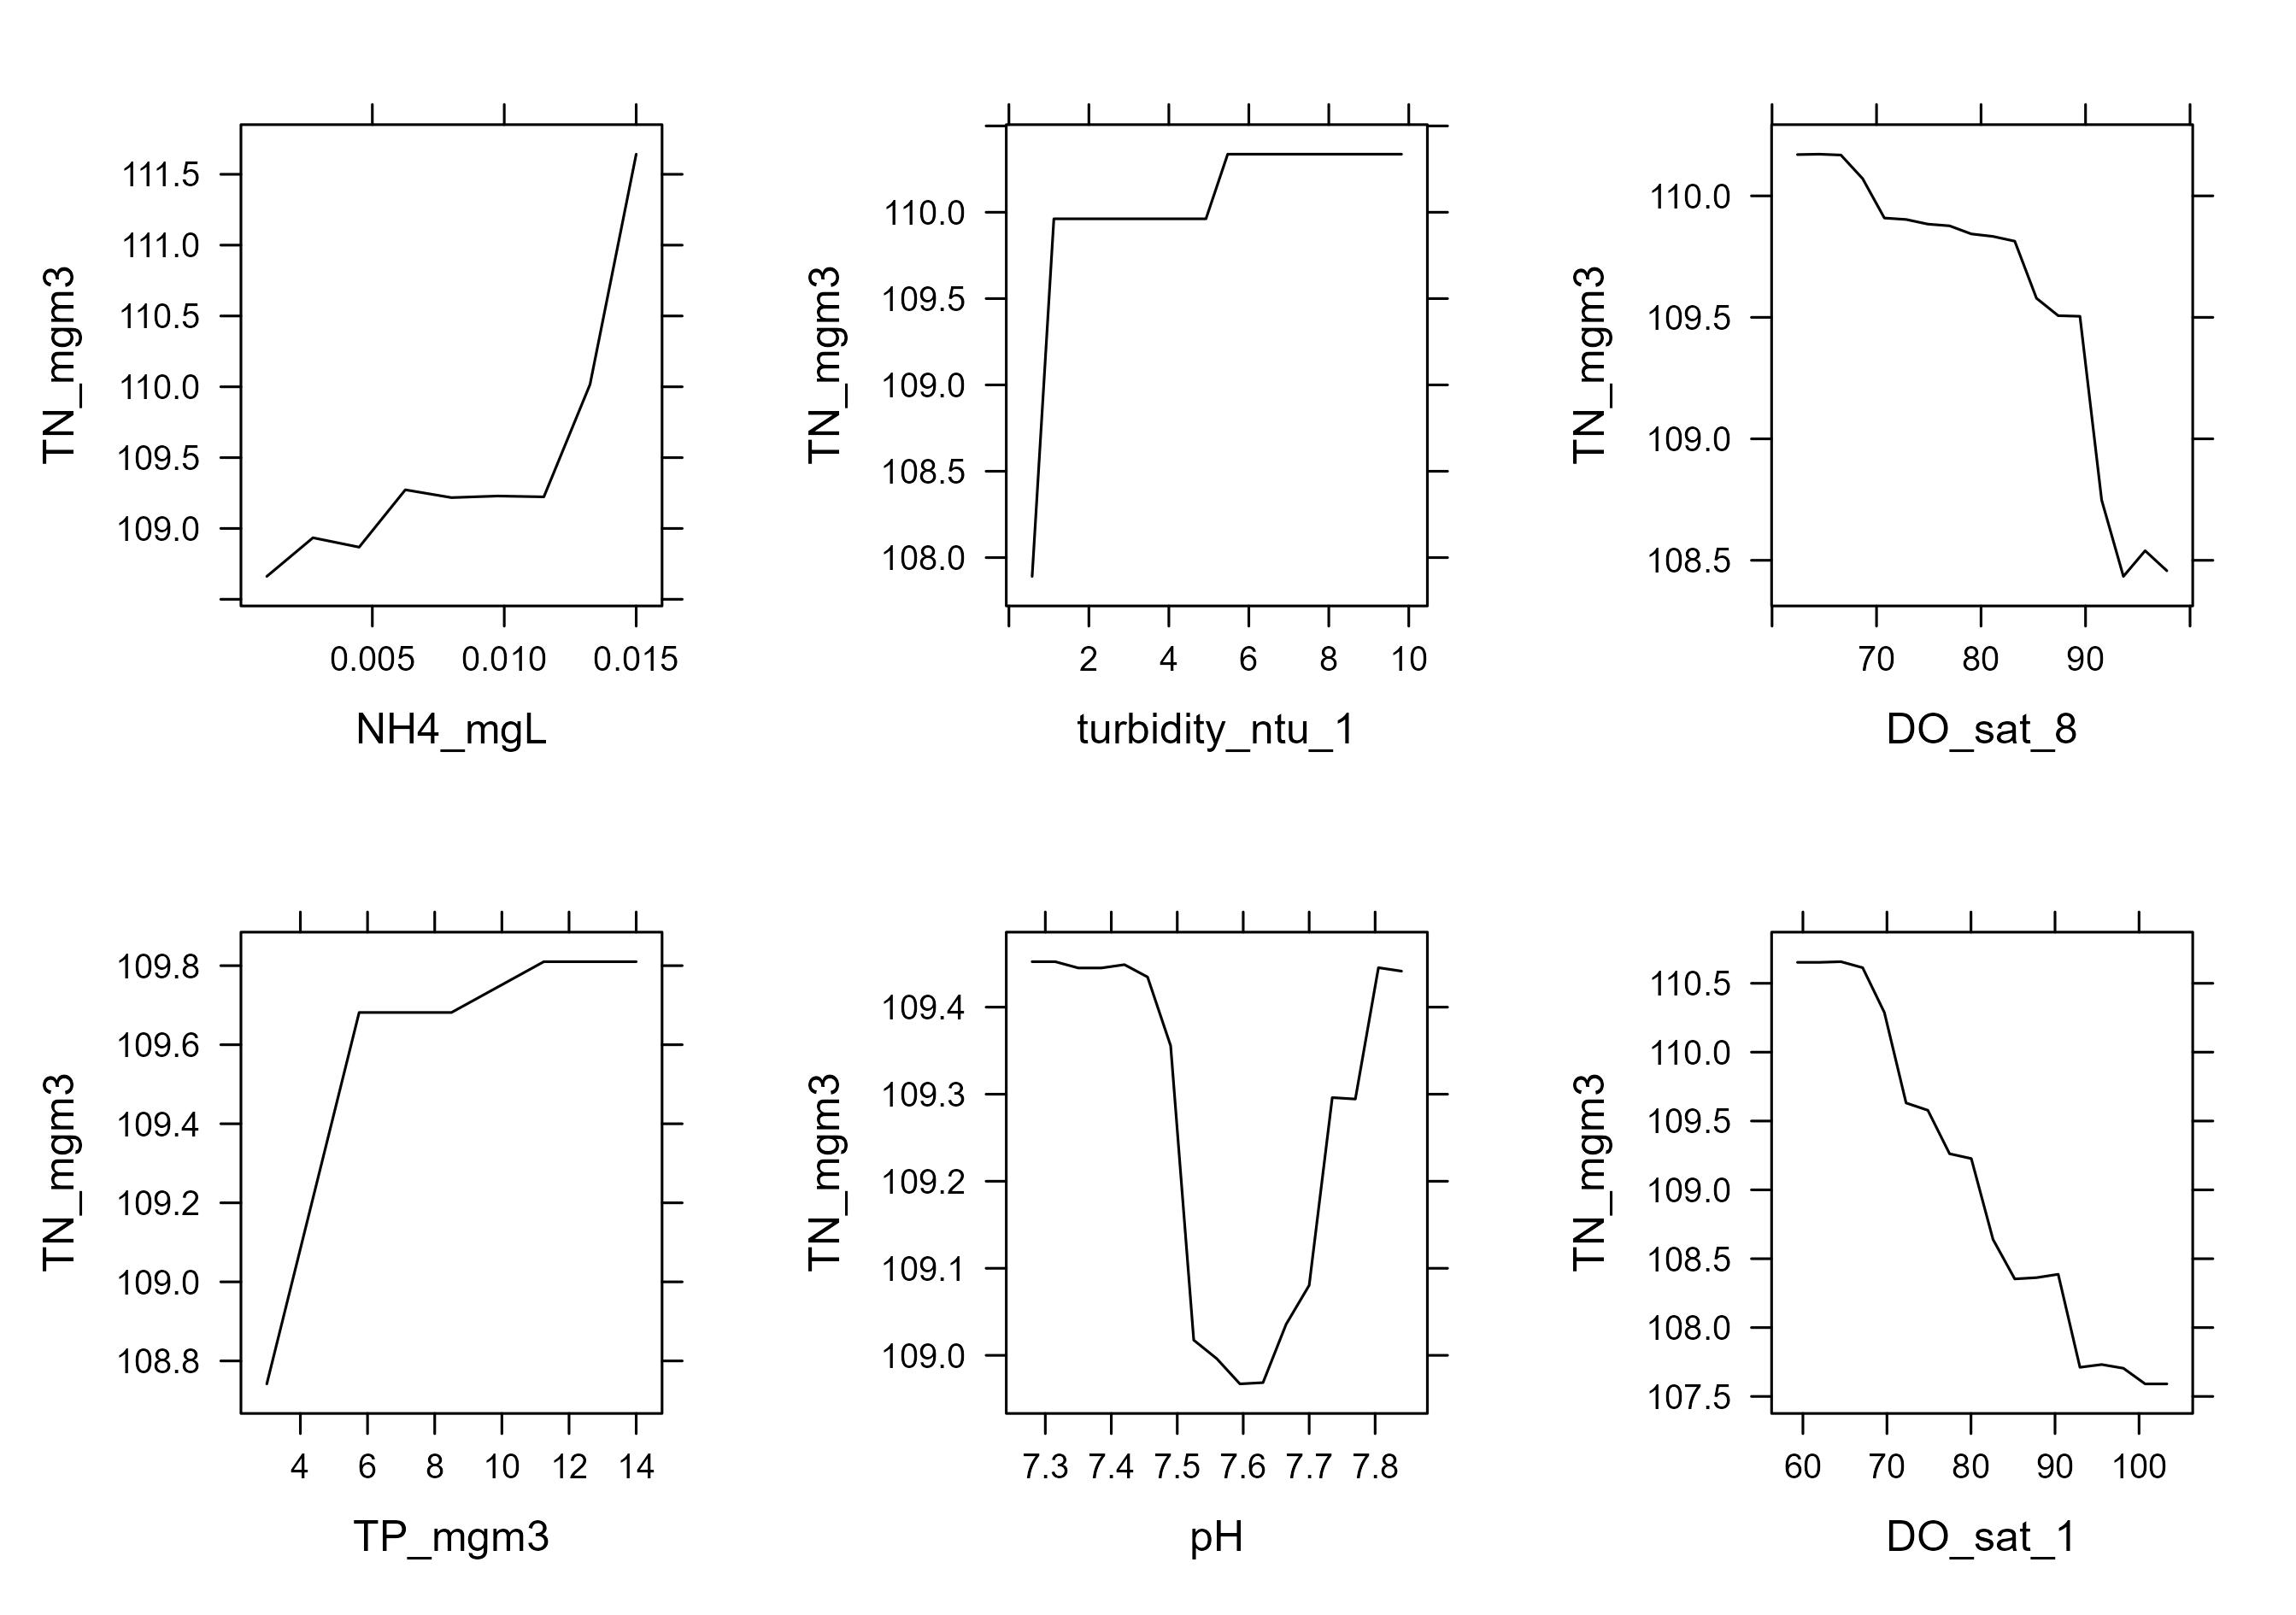 TN_mgm3
111.5
111.0
110.5
110.0
109.5
109.0
0.005 0.010 0.015
NH4_mgL
TN_mgm3
110.0
109.5
109.0
108.5
108.0
2 4 6 8 10
turbidity_ntu_1
TN_mgm3
110.0
109.5
109.0
108.5
70 80 90
DO_sat_8
TN_mgm3
109.8
109.6
109.4
109.2
109.0
108.8
4 6 8 10 12 14
TP_mgm3
TN_mgm3
109.4
109.3
109.2
109.1
109.0
7.3 7.4 7.5 7.6 7.7 7.8
pH
TN_mgm3
110.5
110.0
109.5
109.0
108.5
108.0
107.5
60 70 80 90 100
DO_sat_1